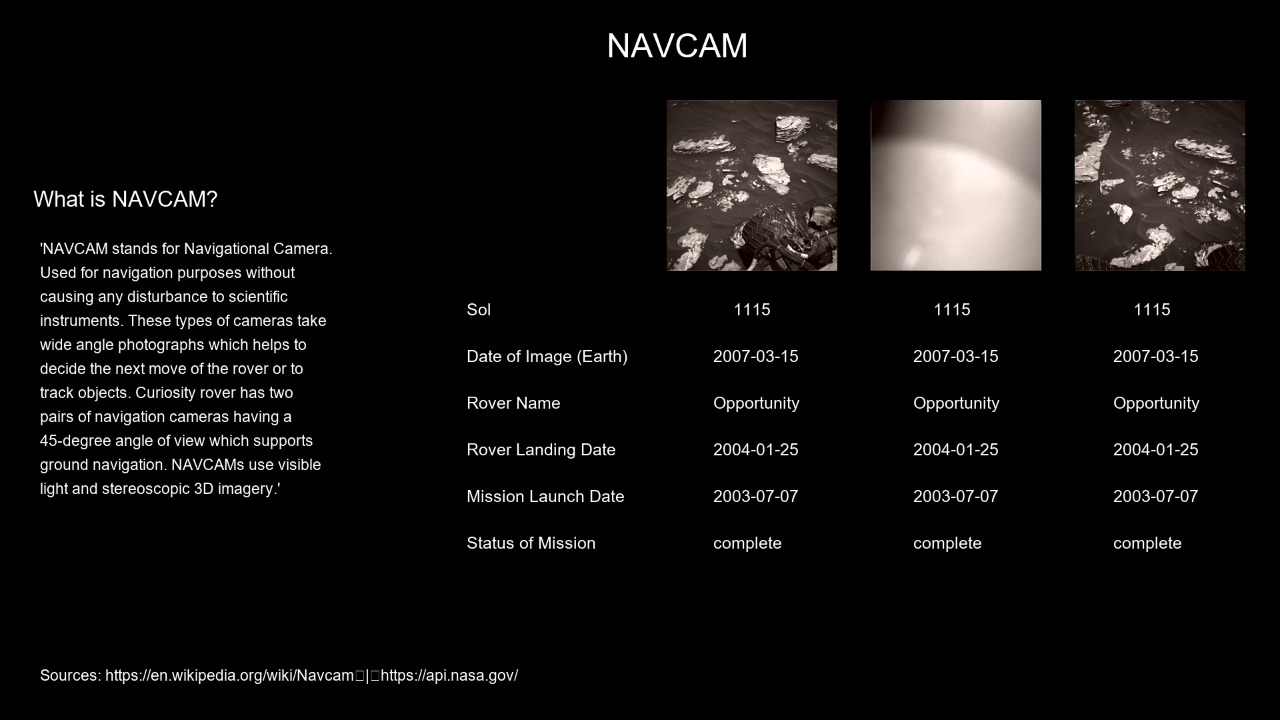 NAVCAM
What is NAVCAM?
'NAVCAM stands for Navigational Camera.
Used for navigation purposes without
causing any disturbance to scientific
instruments. These types of cameras take
wide angle photographs which helps to
decide the next move of the rover or to
track objects. Curiosity rover has two
pairs of navigation cameras having a
45-degree angle of view which supports
ground navigation. NAVCAMs use visible
light and stereoscopic 3D imagery.'
Sol 1115 1115 1115
Date of Image (Earth) 2007-03-15 2007-03-15 2007-03-15
Rover Name Opportunity Opportunity Opportunity
Rover Landing Date 2004-01-25 2004-01-25 2004-01-25
Mission Launch Date 2003-07-07 2003-07-07 2003-07-07
Status of Mission complete complete complete
Sources: https://en.wikipedia.org/wiki/Navcam□|□https://api.nasa.gov/